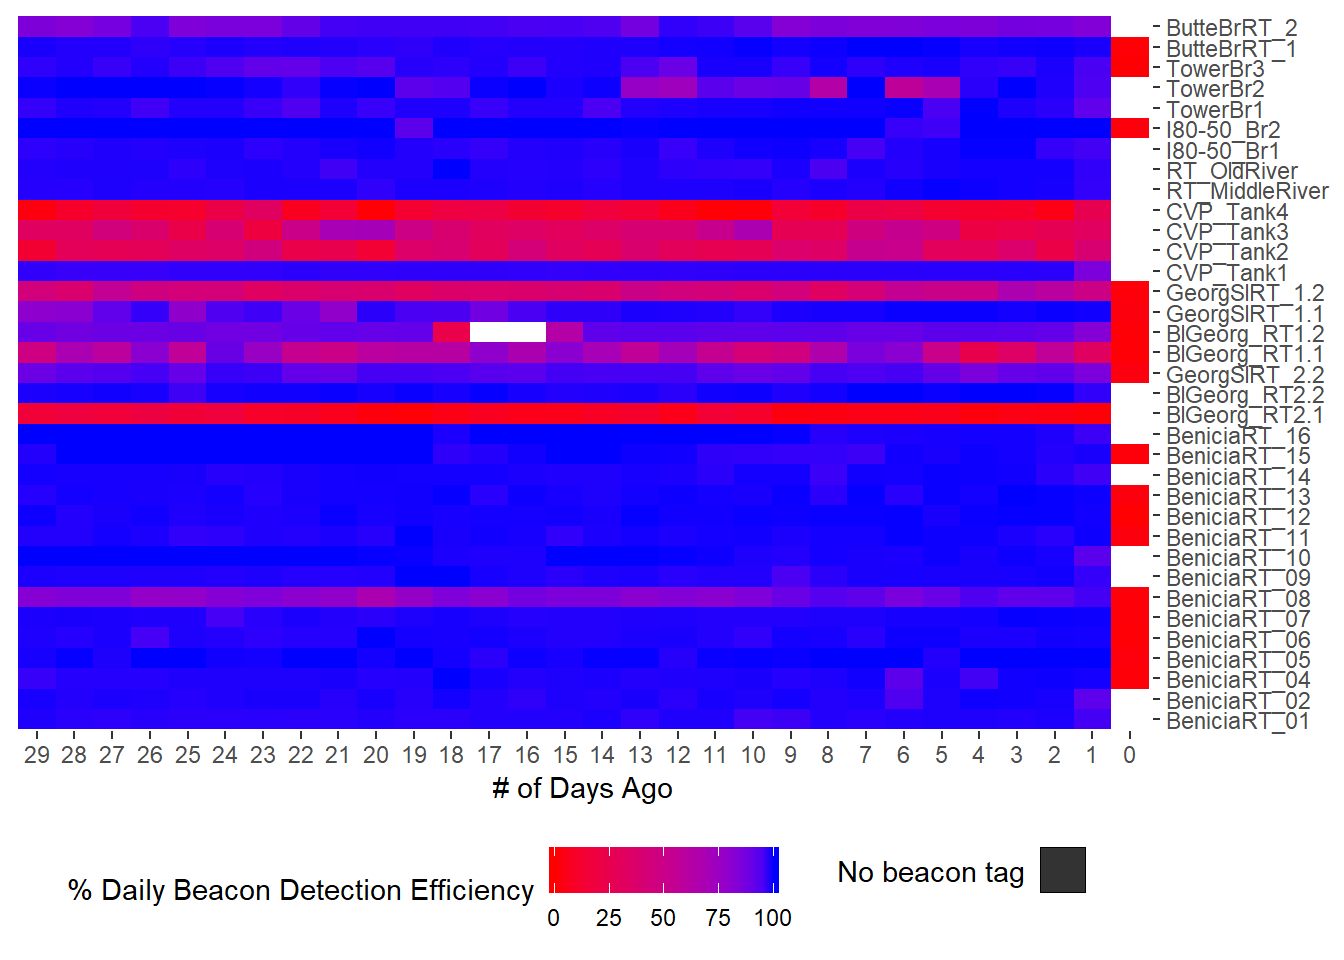 ButteBrRT_2
ButteBrRT_1
TowerBr3
TowerBr2
TowerBr1
I80-50_Br2
I80-50_Br1
RT_OldRiver
RT_MiddleRiver
CVP_Tank4
CVP_Tank3
CVP_Tank2
CVP_Tank1
GeorgSlRT_1.2
GeorgSlRT_1.1
BlGeorg_RT1.2
BlGeorg_RT1.1
GeorgSlRT_2.2
BlGeorg_RT2.2
BlGeorg_RT2.1
BeniciaRT_16
BeniciaRT_15
BeniciaRT_14
BeniciaRT_13
BeniciaRT_12
BeniciaRT_11
BeniciaRT_10
BeniciaRT_09
BeniciaRT_08
BeniciaRT_07
BeniciaRT_06
BeniciaRT_05
BeniciaRT_04
BeniciaRT_02
BeniciaRT_01
29 28 27 26 25 24 23 22 21 20 19 18 17 16 15 14 13 12 11 10 9 8 7 6 5 4 3 2 1 0
# of Days Ago
% Daily Beacon Detection Efficiency
0 25 50 75 100
No beacon tag